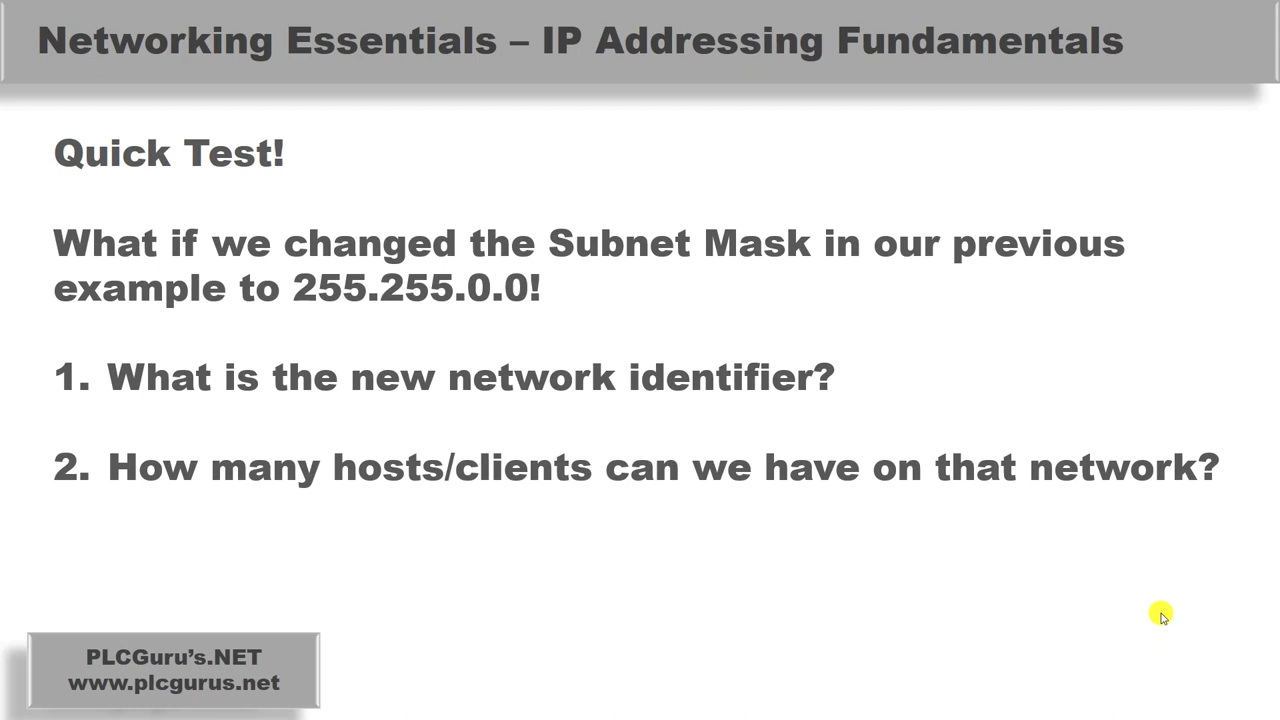 Networking Essentials – IP Addressing Fundamentals
Quick Test!
What if we changed the Subnet Mask in our previous
example to 255.255.0.0!
1. What is the new network identifier?
2. How many hosts/clients can we have on that network?
PLCGuru’s.NET
www.plcgurus.net